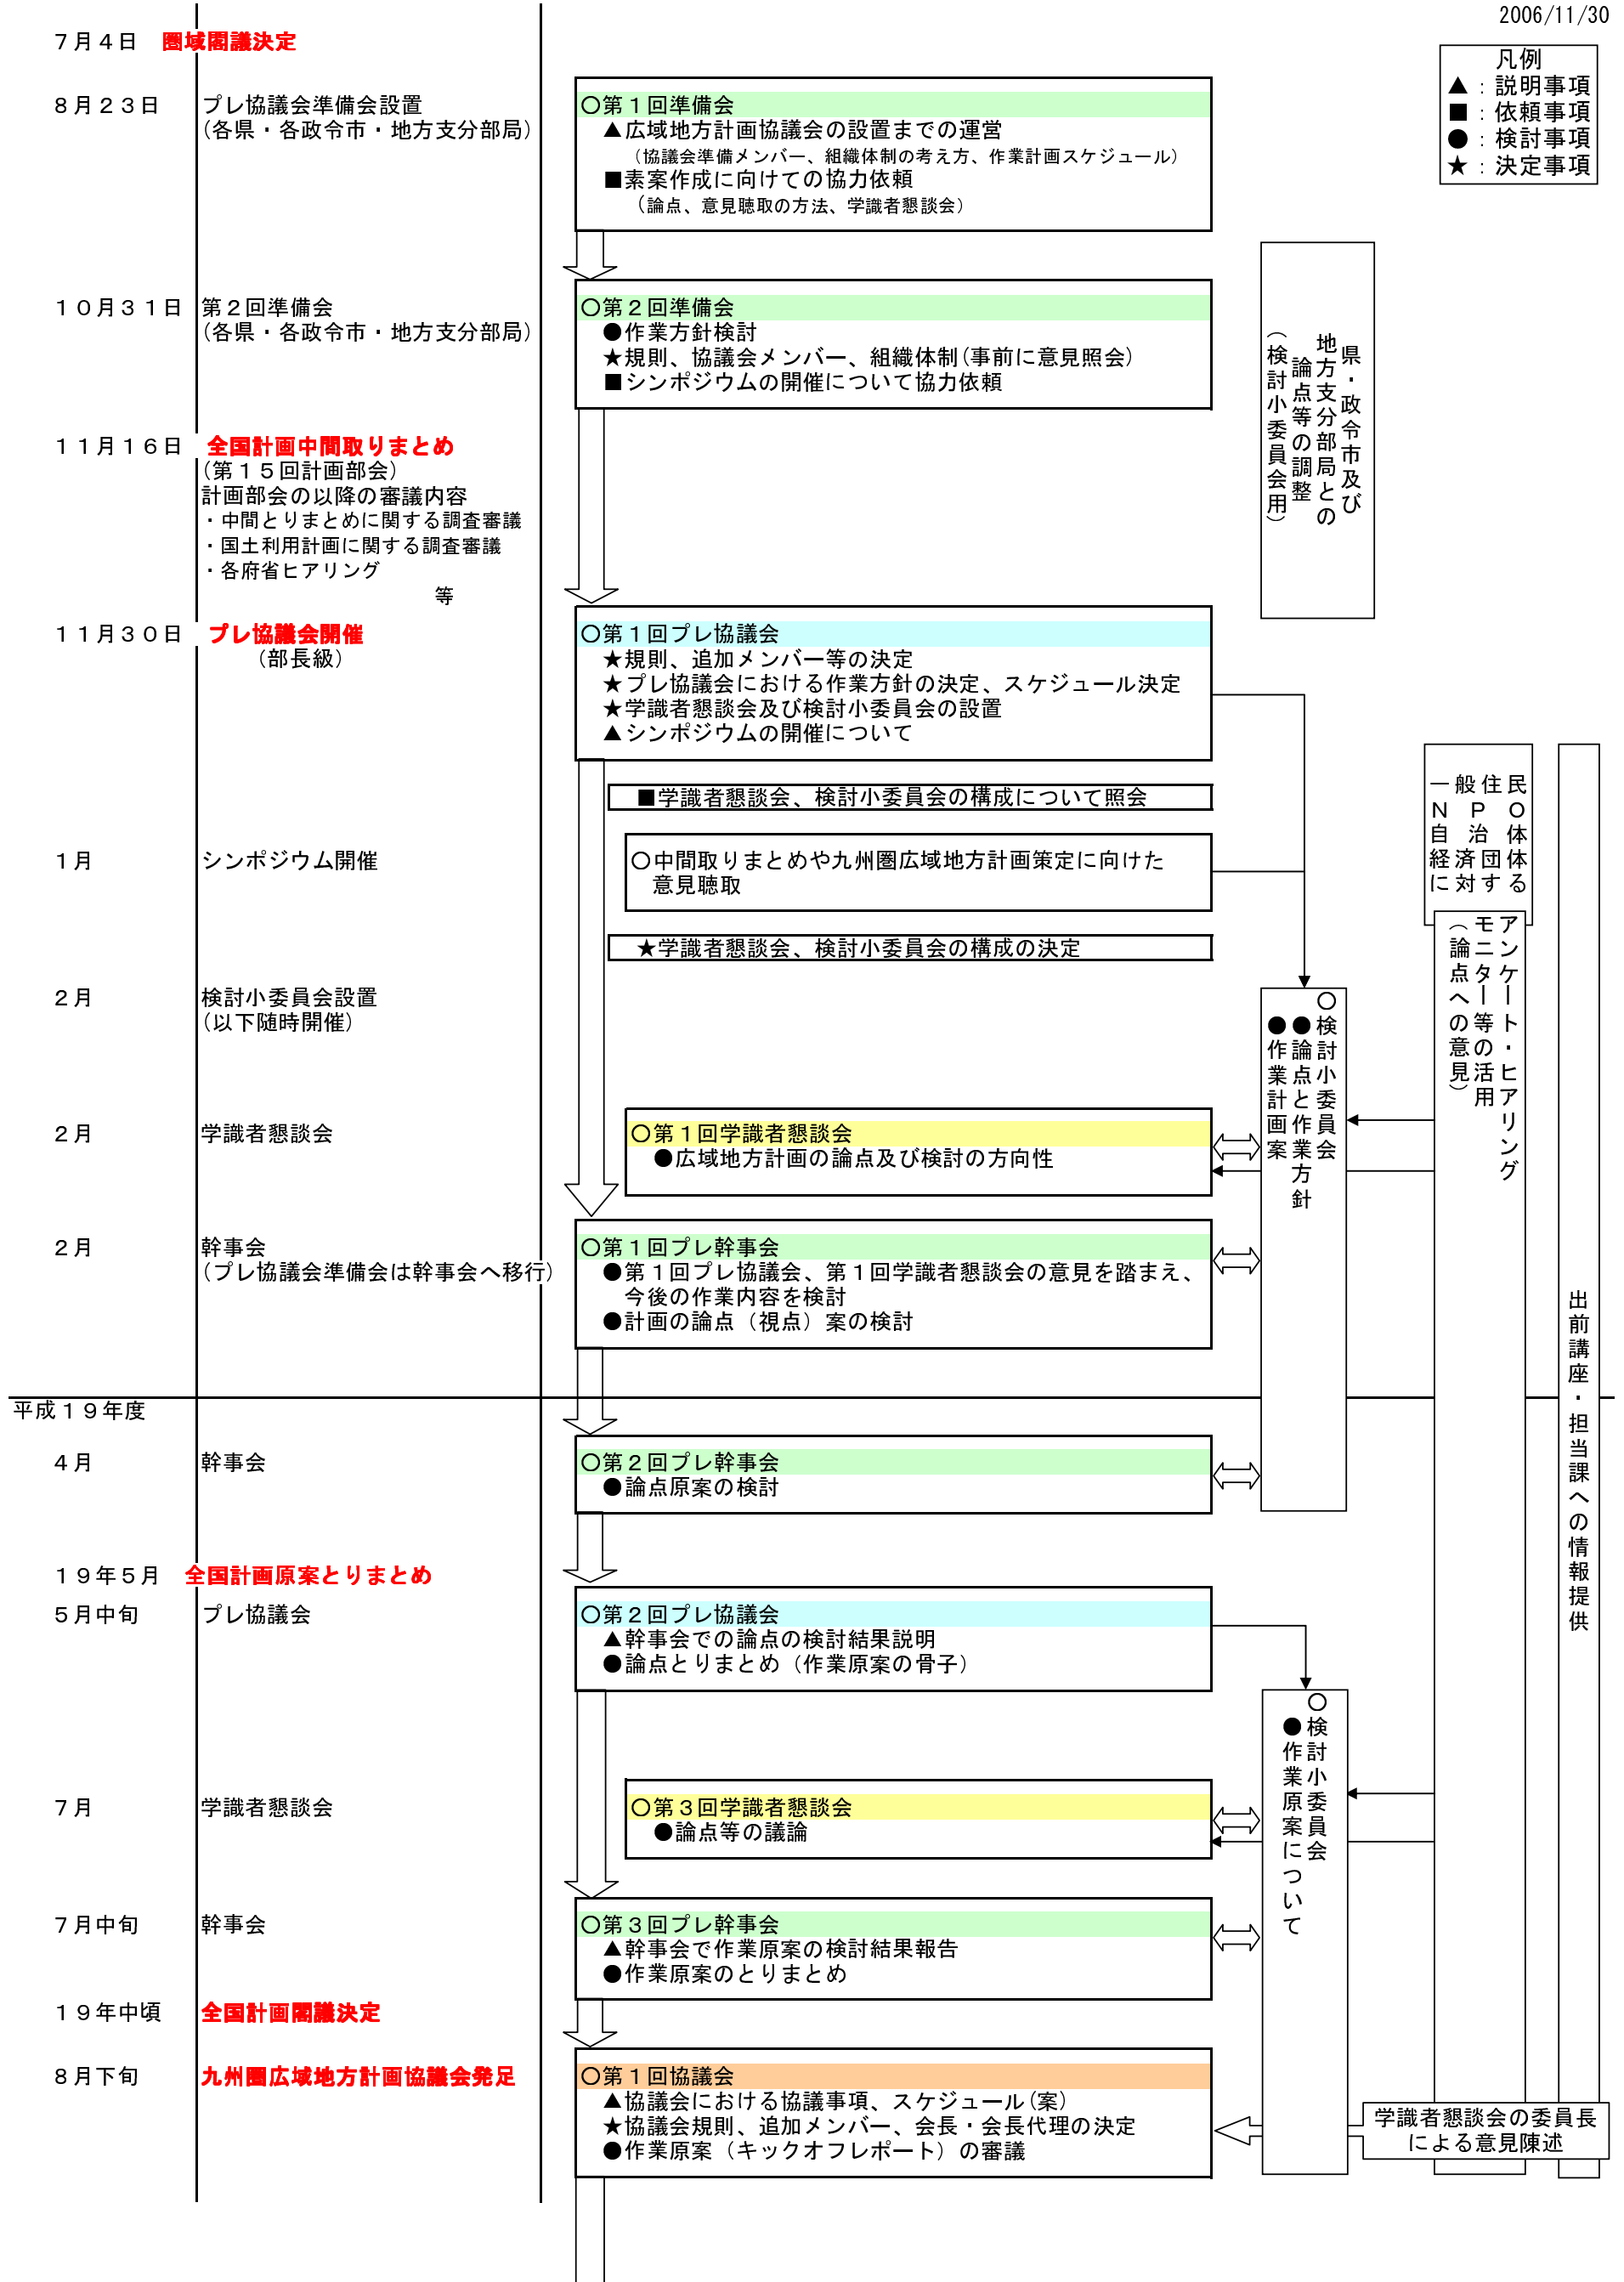 2006/11/30
７月４日　圏域閣議決定
凡例
▲：説明事項
■：依頼事項
●：検討事項
★：決定事項
８月２３日
プレ協議会準備会設置
(各県・各政令市・地方支分部局)
○第１回準備会
▲広域地方計画協議会の設置までの運営
（協議会準備メンバー、組織体制の考え方、作業計画スケジュール）
■素案作成に向けての協力依頼
（論点、意見聴取の方法、学識者懇談会）
県・政令市及び
地方支分部局との
論点等の調整
（検討小委員会用）
１０月３１日
第２回準備会
(各県・各政令市・地方支分部局)
○第２回準備会
●作業方針検討
★規則、協議会メンバー、組織体制(事前に意見照会)
■シンポジウムの開催について協力依頼
１１月１６日
全国計画中間取りまとめ
(第１５回計画部会)
計画部会の以降の審議内容
・中間とりまとめに関する調査審議
・国土利用計画に関する調査審議
・各府省ヒアリング
等
１１月３０日
プレ協議会開催
（部長級）
○第１回プレ協議会
★規則、追加メンバー等の決定
★プレ協議会における作業方針の決定、スケジュール決定
★学識者懇談会及び検討小委員会の設置
▲シンポジウムの開催について
■学識者懇談会、検討小委員会の構成について照会
一般住民
ＮＰＯ
自治体
経済団体
に対する
アンケート・ヒアリング
モニター等の活用
（論点への意見）
出前講座・担当課への情報提供
１月
シンポジウム開催
○中間取りまとめや九州圏広域地方計画策定に向けた
意見聴取
★学識者懇談会、検討小委員会の構成の決定
２月
検討小委員会設置
(以下随時開催)
○検討小委員会
●論点と作業方針
●作業計画案
２月
学識者懇談会
○第１回学識者懇談会
●広域地方計画の論点及び検討の方向性
２月
幹事会
(プレ協議会準備会は幹事会へ移行)
○第１回プレ幹事会
●第１回プレ協議会、第１回学識者懇談会の意見を踏まえ、
今後の作業内容を検討
●計画の論点（視点）案の検討
平成１９年度
４月
幹事会
○第２回プレ幹事会
●論点原案の検討
１９年５月
全国計画原案とりまとめ
５月中旬
プレ協議会
○第２回プレ協議会
▲幹事会での論点の検討結果説明
●論点とりまとめ（作業原案の骨子）
○検討小委員会
●作業原案について
７月
学識者懇談会
○第３回学識者懇談会
●論点等の議論
７月中旬
幹事会
○第３回プレ幹事会
▲幹事会で作業原案の検討結果報告
●作業原案のとりまとめ
１９年中頃
全国計画閣議決定
８月下旬
九州圏広域地方計画協議会発足
○第１回協議会
▲協議会における協議事項、スケジュール(案)
★協議会規則、追加メンバー、会長・会長代理の決定
●作業原案（キックオフレポート）の審議
学識者懇談会の委員長
による意見陳述